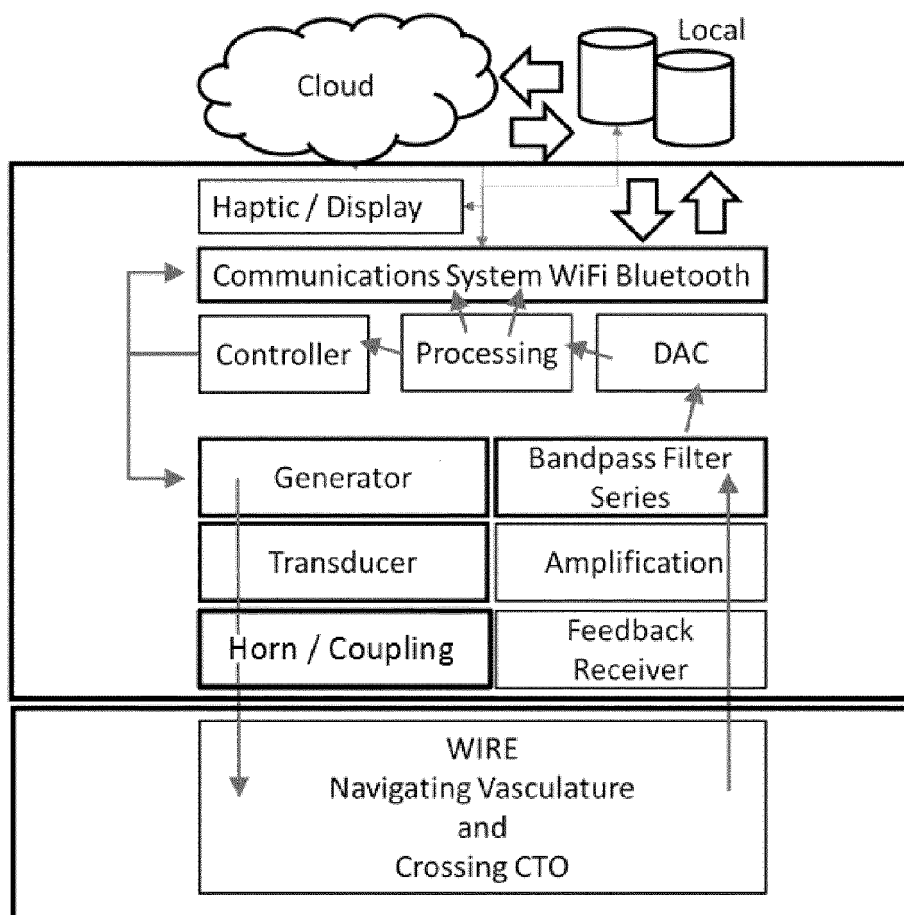 Local
Cloud
Haptic / Display
Communications System WiFi Bluetooth
Controller
Processing
DAC
Generator
Bandpass Filter
Series
Transducer
Amplification
Horn / Coupling
Feedback
Receiver
WIRE
Navigating Vasculature
and
Crossing CTO